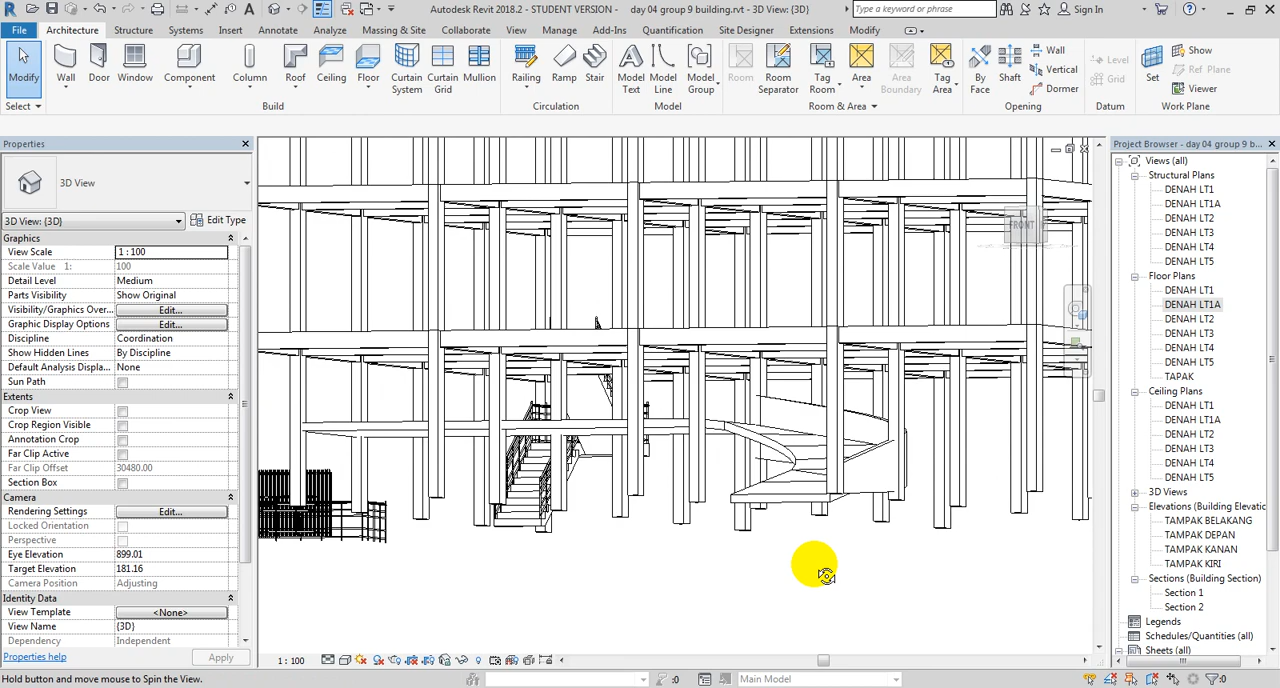 Autodesk Revit 2018.2 - STUDENT VERSION - day 04 group 9 building.rvt - 3D View: {3D}
Type a keyword or phrase
Sign In
File Architecture Structure Systems Insert Annotate Analyze Massing & Site Collaborate View Manage Add-Ins Quantification Site Designer Extensions Modify
Modify Wall Door Window Component Column Roof Ceiling Floor Curtain System Curtain Grid Mullion Railing Ramp Stair Model Text Model Line Model Group Room Room Separator Tag Room Area Area Boundary Tag Area By Face Shaft Wall Vertical Dormer Level Grid Set Show Ref Plane Viewer
Select Build Circulation Model Room & Area Opening Datum Work Plane
Properties
3D View
3D View: {3D}
Edit Type
Graphics
View Scale 1 : 100
Scale Value 1: 100
Detail Level Medium
Parts Visibility Show Original
Visibility/Graphics Over... Edit...
Graphic Display Options Edit...
Discipline Coordination
Show Hidden Lines By Discipline
Default Analysis Displa... None
Sun Path
Extents
Crop View
Crop Region Visible
Annotation Crop
Far Clip Active
Far Clip Offset 30480.00
Section Box
Camera
Rendering Settings Edit...
Locked Orientation
Perspective
Eye Elevation 899.01
Target Elevation 181.16
Camera Position Adjusting
Identity Data
View Template <None>
View Name {3D}
Dependency Independent
Properties help
Apply
FRONT
Project Browser - day 04 group 9 b...
Views (all)
Structural Plans
DENAH LT1
DENAH LT1A
DENAH LT2
DENAH LT3
DENAH LT4
DENAH LT5
Floor Plans
DENAH LT1
DENAH LT1A
DENAH LT2
DENAH LT3
DENAH LT4
DENAH LT5
TAPAK
Ceiling Plans
DENAH LT1
DENAH LT1A
DENAH LT2
DENAH LT3
DENAH LT4
DENAH LT5
3D Views
Elevations (Building Elevatio
TAMPAK BELAKANG
TAMPAK DEPAN
TAMPAK KANAN
TAMPAK KIRI
Sections (Building Section)
Section 1
Section 2
Legends
Schedules/Quantities (all)
Sheets (all)
1 : 100
Hold button and move mouse to Spin the View.
:0
Main Model
:0